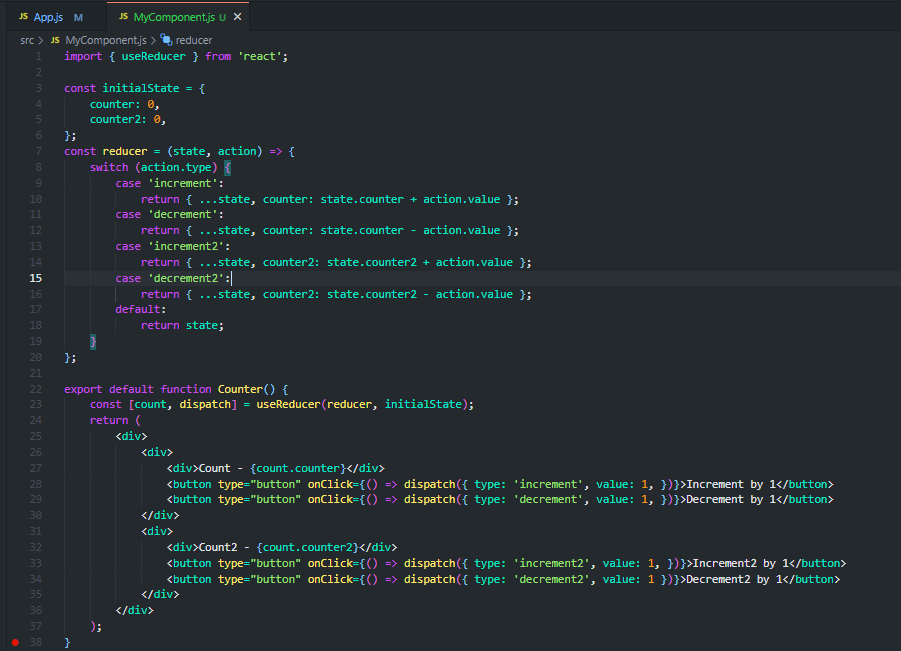 JS App.js M JS MyComponent.js U ×
src > JS MyComponent.js > reducer
1 import { useReducer } from 'react';
2
3 const initialState = {
4     counter: 0,
5     counter2: 0,
6 };
7 const reducer = (state, action) => {
8     switch (action.type) {
9         case 'increment':
10             return { ...state, counter: state.counter + action.value };
11         case 'decrement':
12             return { ...state, counter: state.counter - action.value };
13         case 'increment2':
14             return { ...state, counter2: state.counter2 + action.value };
15         case 'decrement2':
16             return { ...state, counter2: state.counter2 - action.value };
17         default:
18             return state;
19     }
20 };
21
22 export default function Counter() {
23     const [count, dispatch] = useReducer(reducer, initialState);
24     return (
25         <div>
26             <div>
27                 <div>Count - {count.counter}</div>
28                 <button type="button" onClick={() => dispatch({ type: 'increment', value: 1, })}>Increment by 1</button>
29                 <button type="button" onClick={() => dispatch({ type: 'decrement', value: 1, })}>Decrement by 1</button>
30             </div>
31             <div>
32                 <div>Count2 - {count.counter2}</div>
33                 <button type="button" onClick={() => dispatch({ type: 'increment2', value: 1, })}>Increment2 by 1</button>
34                 <button type="button" onClick={() => dispatch({ type: 'decrement2', value: 1 })}>Decrement2 by 1</button>
35             </div>
36         </div>
37     );
38 }